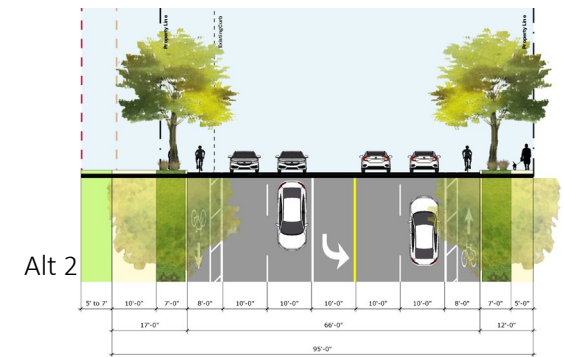 Property Line
Existing Curb
Property Line
Alt 2
5' to 7' 10'-0" 7'-0" 8'-0" 10'-0" 10'-0" 10'-0" 10'-0" 10'-0" 8'-0" 7'-0" 5'-0"
17'-0" 66'-0" 12'-0"
95'-0"